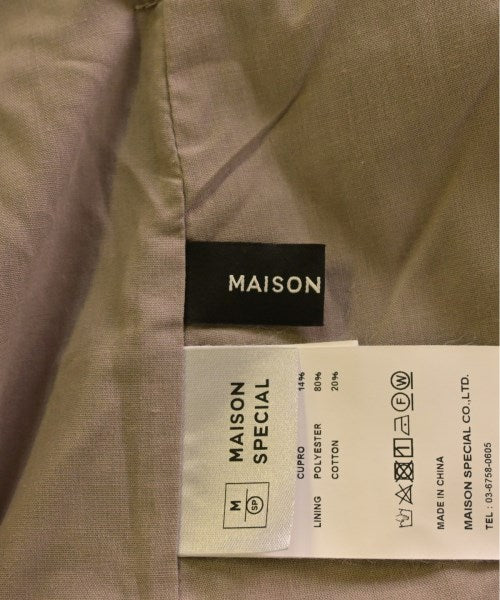 MAISON
M
SP
MAISON
SPECIAL
CUPRO 14%
LINING POLYESTER 80%
COTTON 20%
W
MADE IN CHINA
MAISON SPECIAL CO.,LTD.
TEL : 03-6758-0605